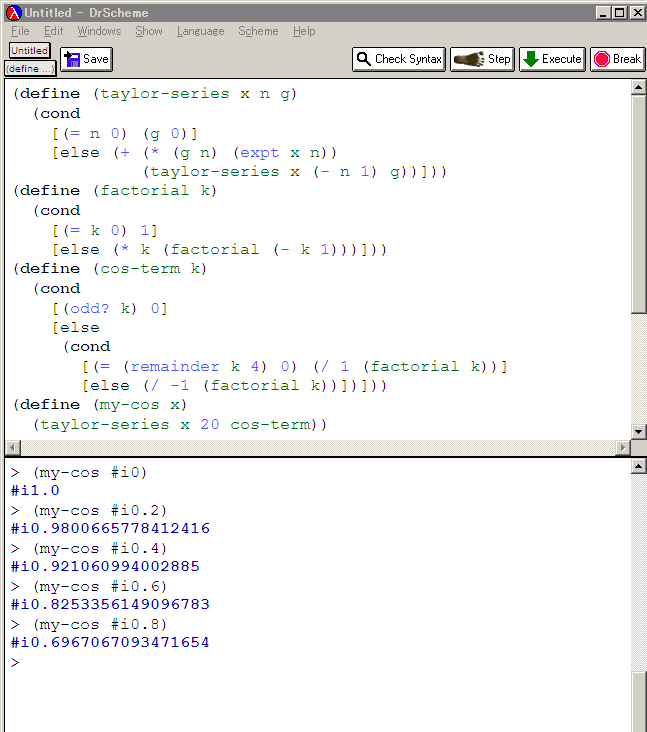 Untitled - DrScheme
File Edit Windows Show Language Scheme Help
Untitled
(define ...)
Save
Check Syntax
Step
Execute
Break
(define (taylor-series x n g)
  (cond
    [(= n 0) (g 0)]
    [else (+ (* (g n) (expt x n))
             (taylor-series x (- n 1) g))]))
(define (factorial k)
  (cond
    [(= k 0) 1]
    [else (* k (factorial (- k 1)))]))
(define (cos-term k)
  (cond
    [(odd? k) 0]
    [else
     (cond
       [(= (remainder k 4) 0) (/ 1 (factorial k))]
       [else (/ -1 (factorial k))])]))
(define (my-cos x)
  (taylor-series x 20 cos-term))
> (my-cos #i0)
#i1.0
> (my-cos #i0.2)
#i0.9800665778412416
> (my-cos #i0.4)
#i0.921060994002885
> (my-cos #i0.6)
#i0.8253356149096783
> (my-cos #i0.8)
#i0.6967067093471654
>